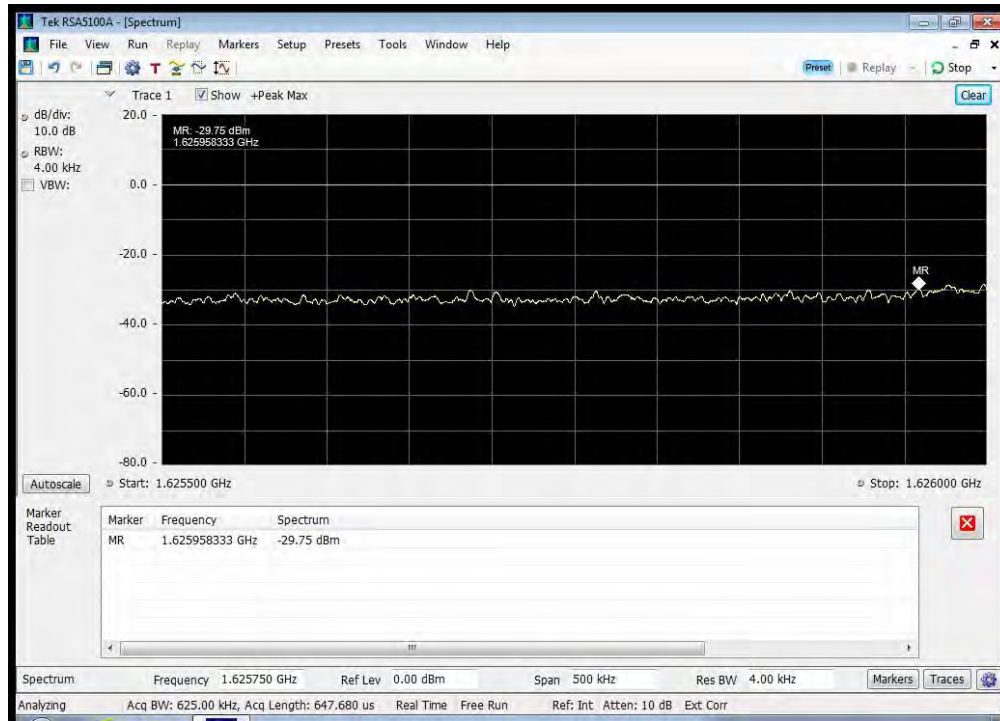 Tek RSA5100A - [Spectrum]
File View Run Replay Markers Setup Presets Tools Window Help
T Preset Replay Stop
Trace 1 Show +Peak Max Clear
dB/div:
10.0 dB
RBW:
4.00 kHz
VBW:
20.0
0.0
-20.0
-40.0
-60.0
-80.0
MR: -29.75 dBm
1.625958333 GHz
MR
Autoscale Start: 1.625500 GHz Stop: 1.626000 GHz
Marker
Readout
Table
Marker Frequency Spectrum
MR 1.625958333 GHz -29.75 dBm
Spectrum Frequency 1.625750 GHz Ref Lev 0.00 dBm Span 500 kHz Res BW 4.00 kHz Markers Traces
Analyzing Acq BW: 625.00 kHz, Acq Length: 647.680 us Real Time Free Run Ref: Int Atten: 10 dB Ext Corr